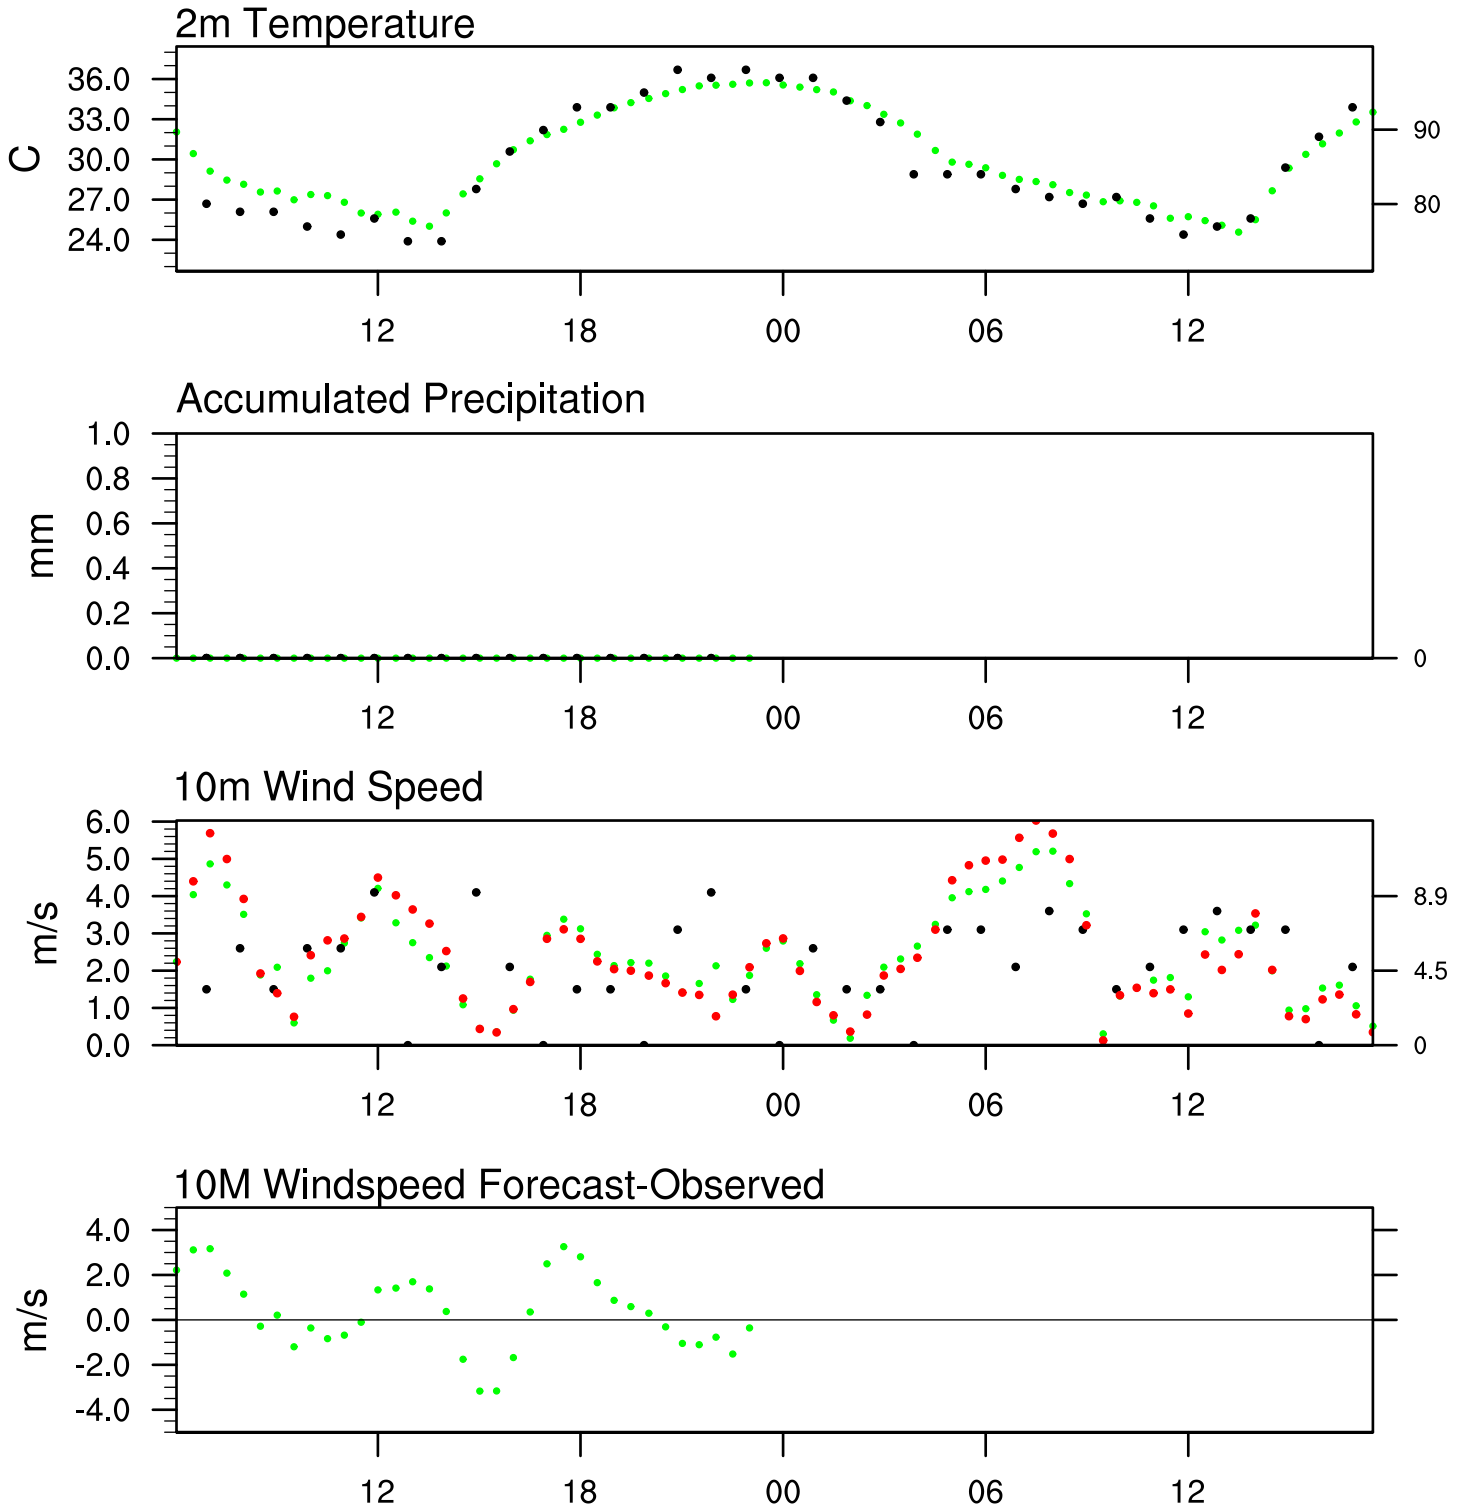 2m Temperature
36.0
33.0
30.0
27.0
24.0
C
90
80
12 18 00 06 12
Accumulated Precipitation
1.0
0.8
0.6
0.4
0.2
0.0
mm
0
12 18 00 06 12
10m Wind Speed
6.0
5.0
4.0
3.0
2.0
1.0
0.0
m/s
8.9
4.5
0
12 18 00 06 12
10M Windspeed Forecast-Observed
4.0
2.0
0.0
-2.0
-4.0
m/s
12 18 00 06 12